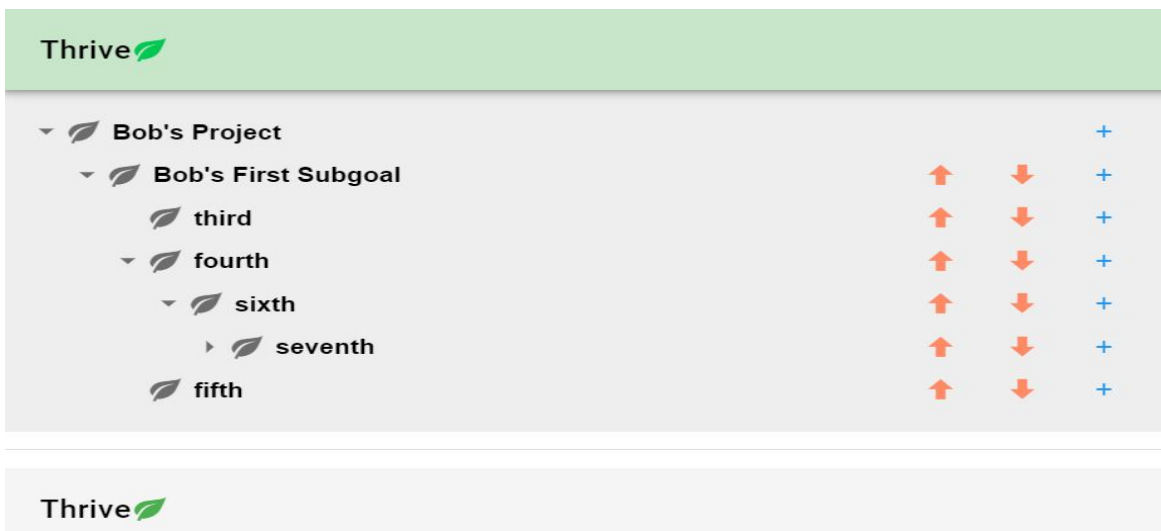 Thrive
Bob's Project +
Bob's First Subgoal +
third +
fourth +
sixth +
seventh +
fifth +
Thrive